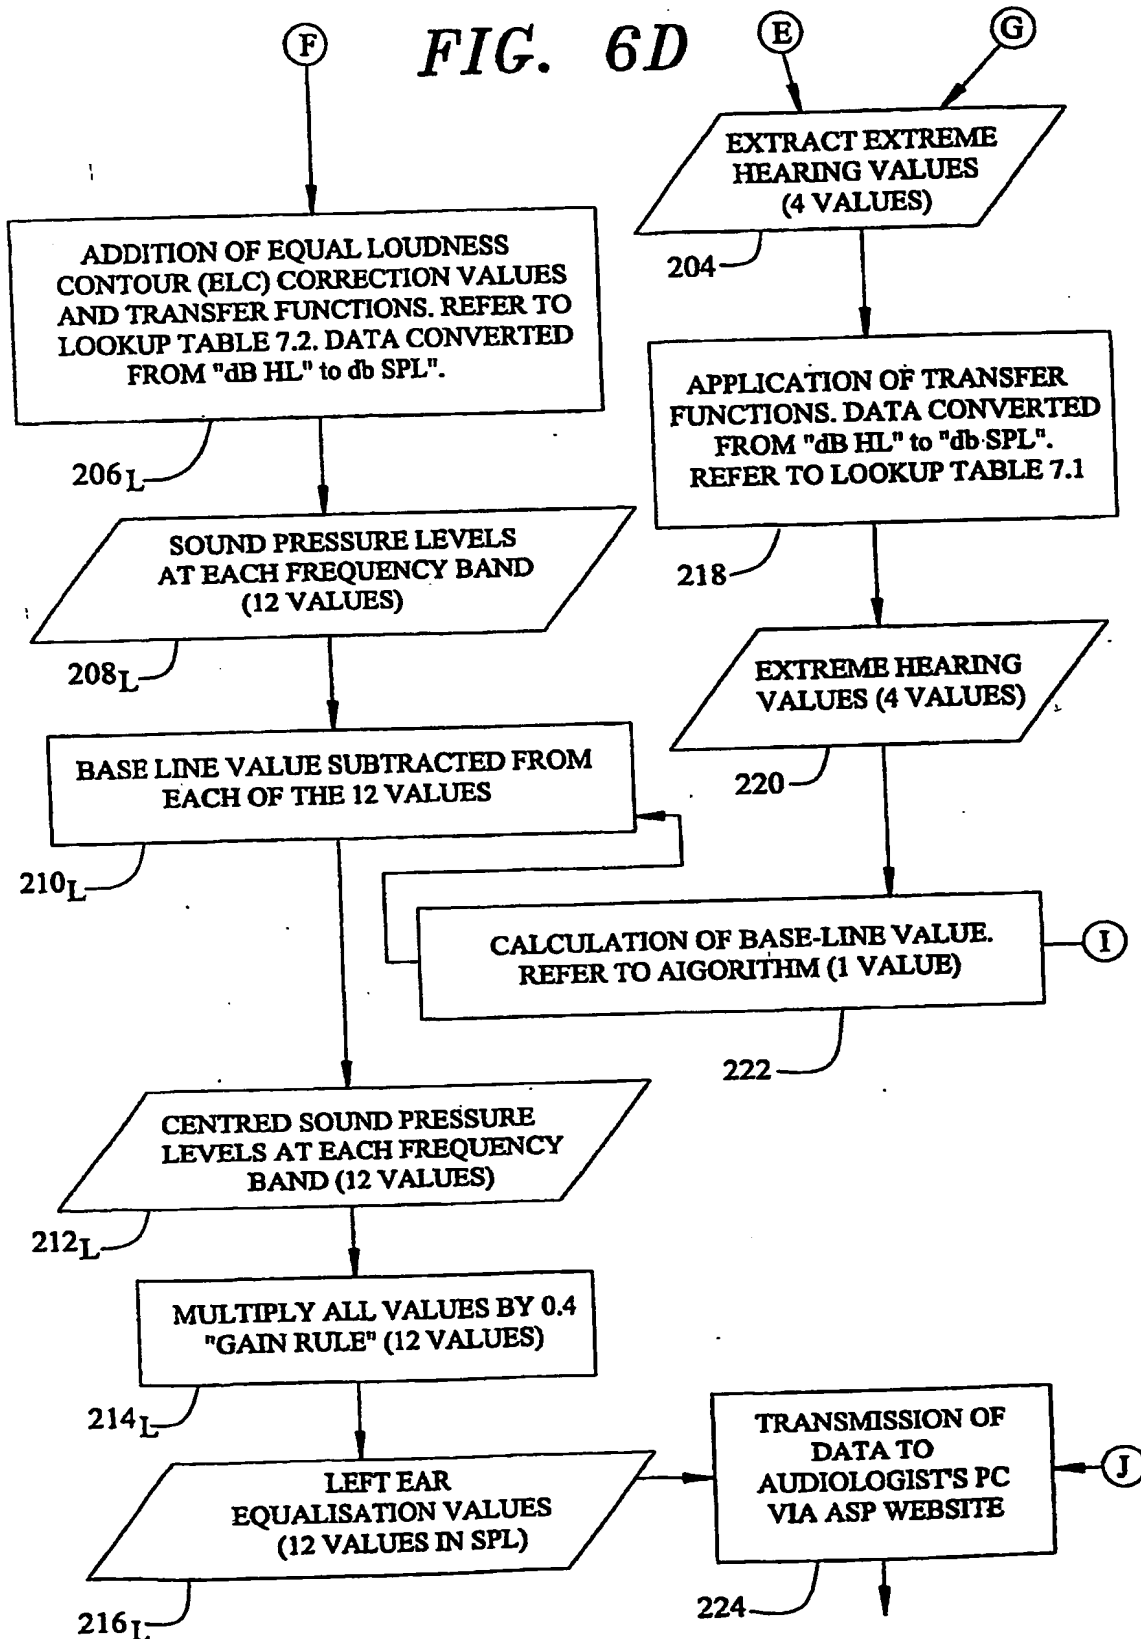 FIG. 6D
F
E
G
EXTRACT EXTREME
HEARING VALUES
(4 VALUES)
204
ADDITION OF EQUAL LOUDNESS
CONTOUR (ELC) CORRECTION VALUES
AND TRANSFER FUNCTIONS. REFER TO
LOOKUP TABLE 7.2. DATA CONVERTED
FROM "dB HL" to db SPL".
206L
APPLICATION OF TRANSFER
FUNCTIONS. DATA CONVERTED
FROM "dB HL" to "db SPL".
REFER TO LOOKUP TABLE 7.1
218
SOUND PRESSURE LEVELS
AT EACH FREQUENCY BAND
(12 VALUES)
208L
EXTREME HEARING
VALUES (4 VALUES)
220
BASE LINE VALUE SUBTRACTED FROM
EACH OF THE 12 VALUES
210L
CALCULATION OF BASE-LINE VALUE.
REFER TO AIGORITHM (1 VALUE)
I
222
CENTRED SOUND PRESSURE
LEVELS AT EACH FREQUENCY
BAND (12 VALUES)
212L
MULTIPLY ALL VALUES BY 0.4
"GAIN RULE" (12 VALUES)
214L
LEFT EAR
EQUALISATION VALUES
(12 VALUES IN SPL)
216L
TRANSMISSION OF
DATA TO
AUDIOLOGIST'S PC
VIA ASP WEBSITE
J
224